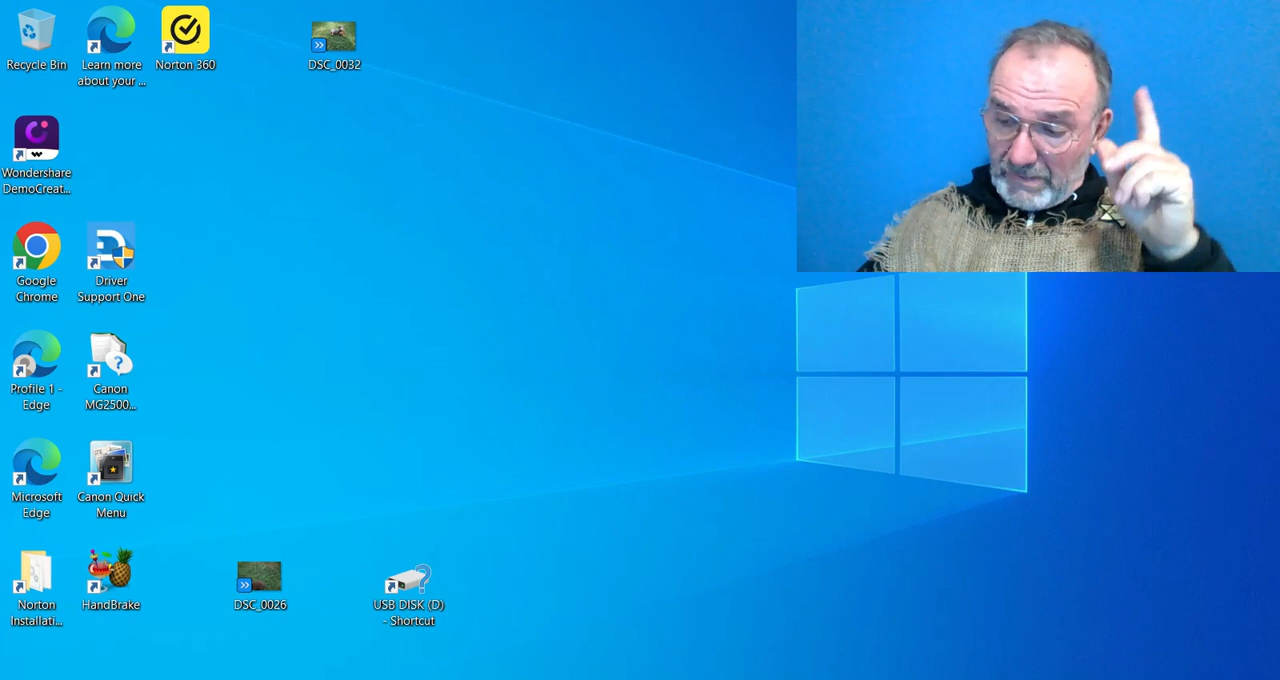 Recycle Bin
Learn more
about your ...
Norton 360
DSC_0032
Wondershare
DemoCreat...
Google
Chrome
Driver
Support One
Profile 1 -
Edge
Canon
MG2500...
Microsoft
Edge
Canon Quick
Menu
Norton
Installati...
HandBrake
DSC_0026
USB DISK (D)
- Shortcut